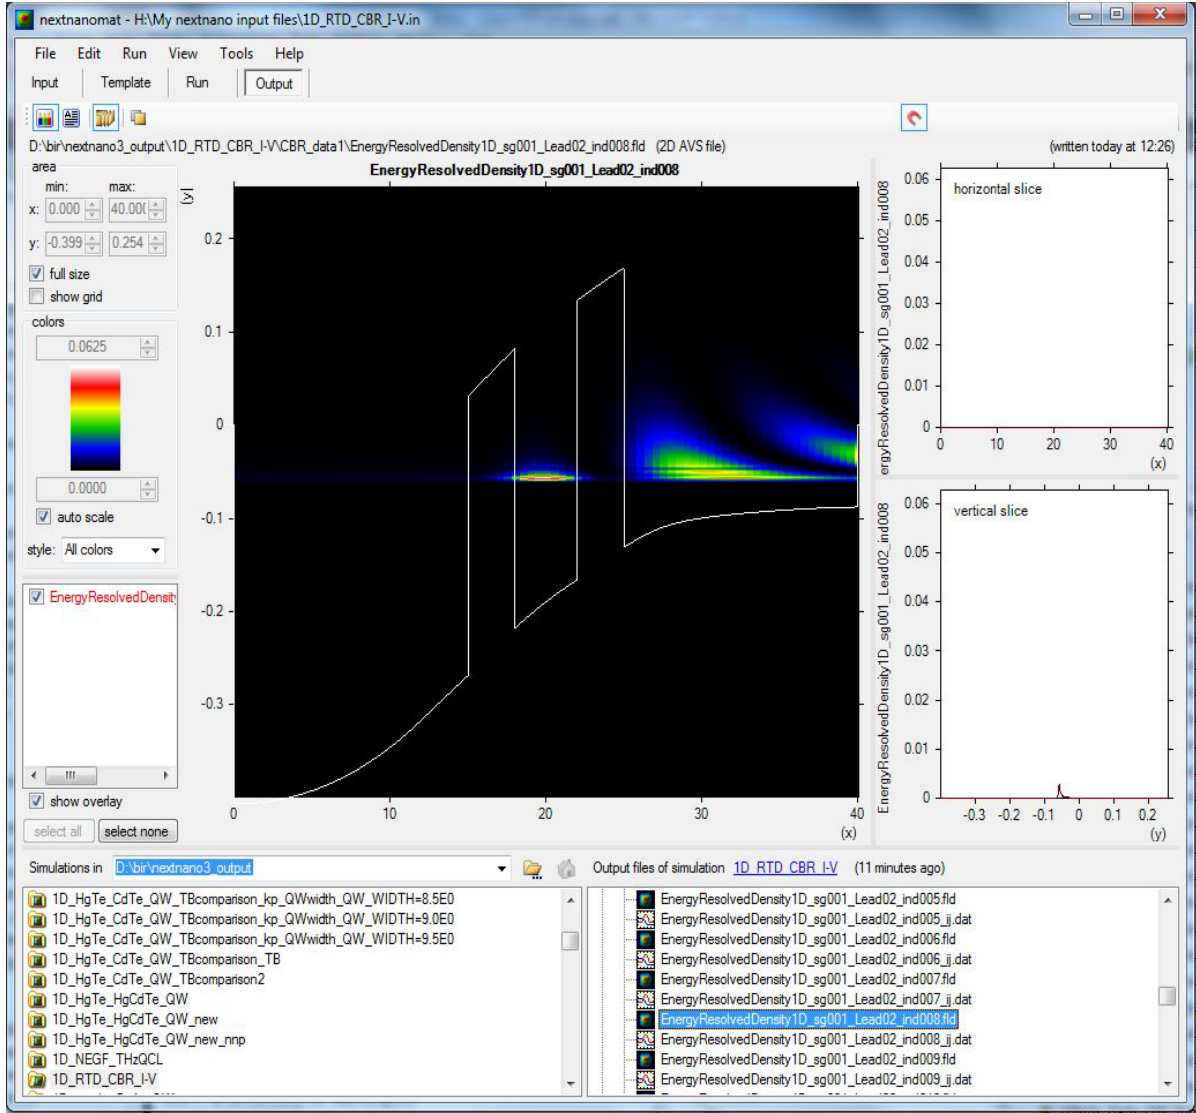 nextnanomat - H:\My nextnano input files\1D_RTD_CBR_I-V.in
File Edit Run View Tools Help
Input Template Run Output
D:\bir\nextnano3_output\1D_RTD_CBR_I-V\CBR_data1\EnergyResolvedDensity1D_sg001_Lead02_ind008.fld (2D AVS file) (written today at 12:26)
area
min: max:
x: 0.000 40.00(
y: -0.399 0.254
full size
show grid
colors
0.0625
0.0000
auto scale
style: All colors
EnergyResolvedDensity
show overlay
select all select none
EnergyResolvedDensity1D_sg001_Lead02_ind008
(y)
0.2
0.1
0
-0.1
-0.2
-0.3
0 10 20 30 40
(x)
ergyResolvedDensity1D_sg001_Lead02_ind008
horizontal slice
0.06
0.05
0.04
0.03
0.02
0.01
0
0 10 20 30 40
(x)
EnergyResolvedDensity1D_sg001_Lead02_ind008
vertical slice
0.06
0.05
0.04
0.03
0.02
0.01
0
-0.3 -0.2 -0.1 0 0.1 0.2
(y)
Simulations in D:\bir\nextnano3_output
1D_HgTe_CdTe_QW_TBcomparison_kp_QWwidth_QW_WIDTH=8.5E0
1D_HgTe_CdTe_QW_TBcomparison_kp_QWwidth_QW_WIDTH=9.0E0
1D_HgTe_CdTe_QW_TBcomparison_kp_QWwidth_QW_WIDTH=9.5E0
1D_HgTe_CdTe_QW_TBcomparison_TB
1D_HgTe_CdTe_QW_TBcomparison2
1D_HgTe_HgCdTe_QW
1D_HgTe_HgCdTe_QW_new
1D_HgTe_HgCdTe_QW_new_nnp
1D_NEGF_THzQCL
1D_RTD_CBR_I-V
Output files of simulation 1D_RTD_CBR_I-V (11 minutes ago)
EnergyResolvedDensity1D_sg001_Lead02_ind005.fld
EnergyResolvedDensity1D_sg001_Lead02_ind005_ij.dat
EnergyResolvedDensity1D_sg001_Lead02_ind006.fld
EnergyResolvedDensity1D_sg001_Lead02_ind006_ij.dat
EnergyResolvedDensity1D_sg001_Lead02_ind007.fld
EnergyResolvedDensity1D_sg001_Lead02_ind007_ij.dat
EnergyResolvedDensity1D_sg001_Lead02_ind008.fld
EnergyResolvedDensity1D_sg001_Lead02_ind008_ij.dat
EnergyResolvedDensity1D_sg001_Lead02_ind009.fld
EnergyResolvedDensity1D_sg001_Lead02_ind009_ij.dat